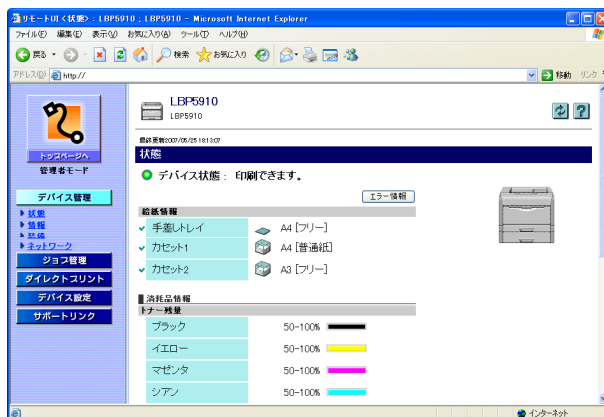 リモートUI <状態> : LBP5910 ; LBP5910 - Microsoft Internet Explorer
ファイル(F) 編集(E) 表示(V) お気に入り(A) ツール(T) ヘルプ(H)
戻る 検索 お気に入り
アドレス(D) http:// 移動 リンク
LBP5910
LBP5910
最終更新2007/05/25 18:13:07
トップページへ
管理者モード
状態
デバイス状態： 印刷できます。
エラー情報
デバイス管理
状態
情報
装備
ネットワーク
ジョブ管理
ダイレクトプリント
デバイス設定
サポートリンク
給紙情報
手差しトレイ A4 [フリー]
カセット1 A4 [普通紙]
カセット2 A3 [フリー]
消耗品情報
トナー残量
ブラック 50-100%
イエロー 50-100%
マゼンタ 50-100%
シアン 50-100%
インターネット